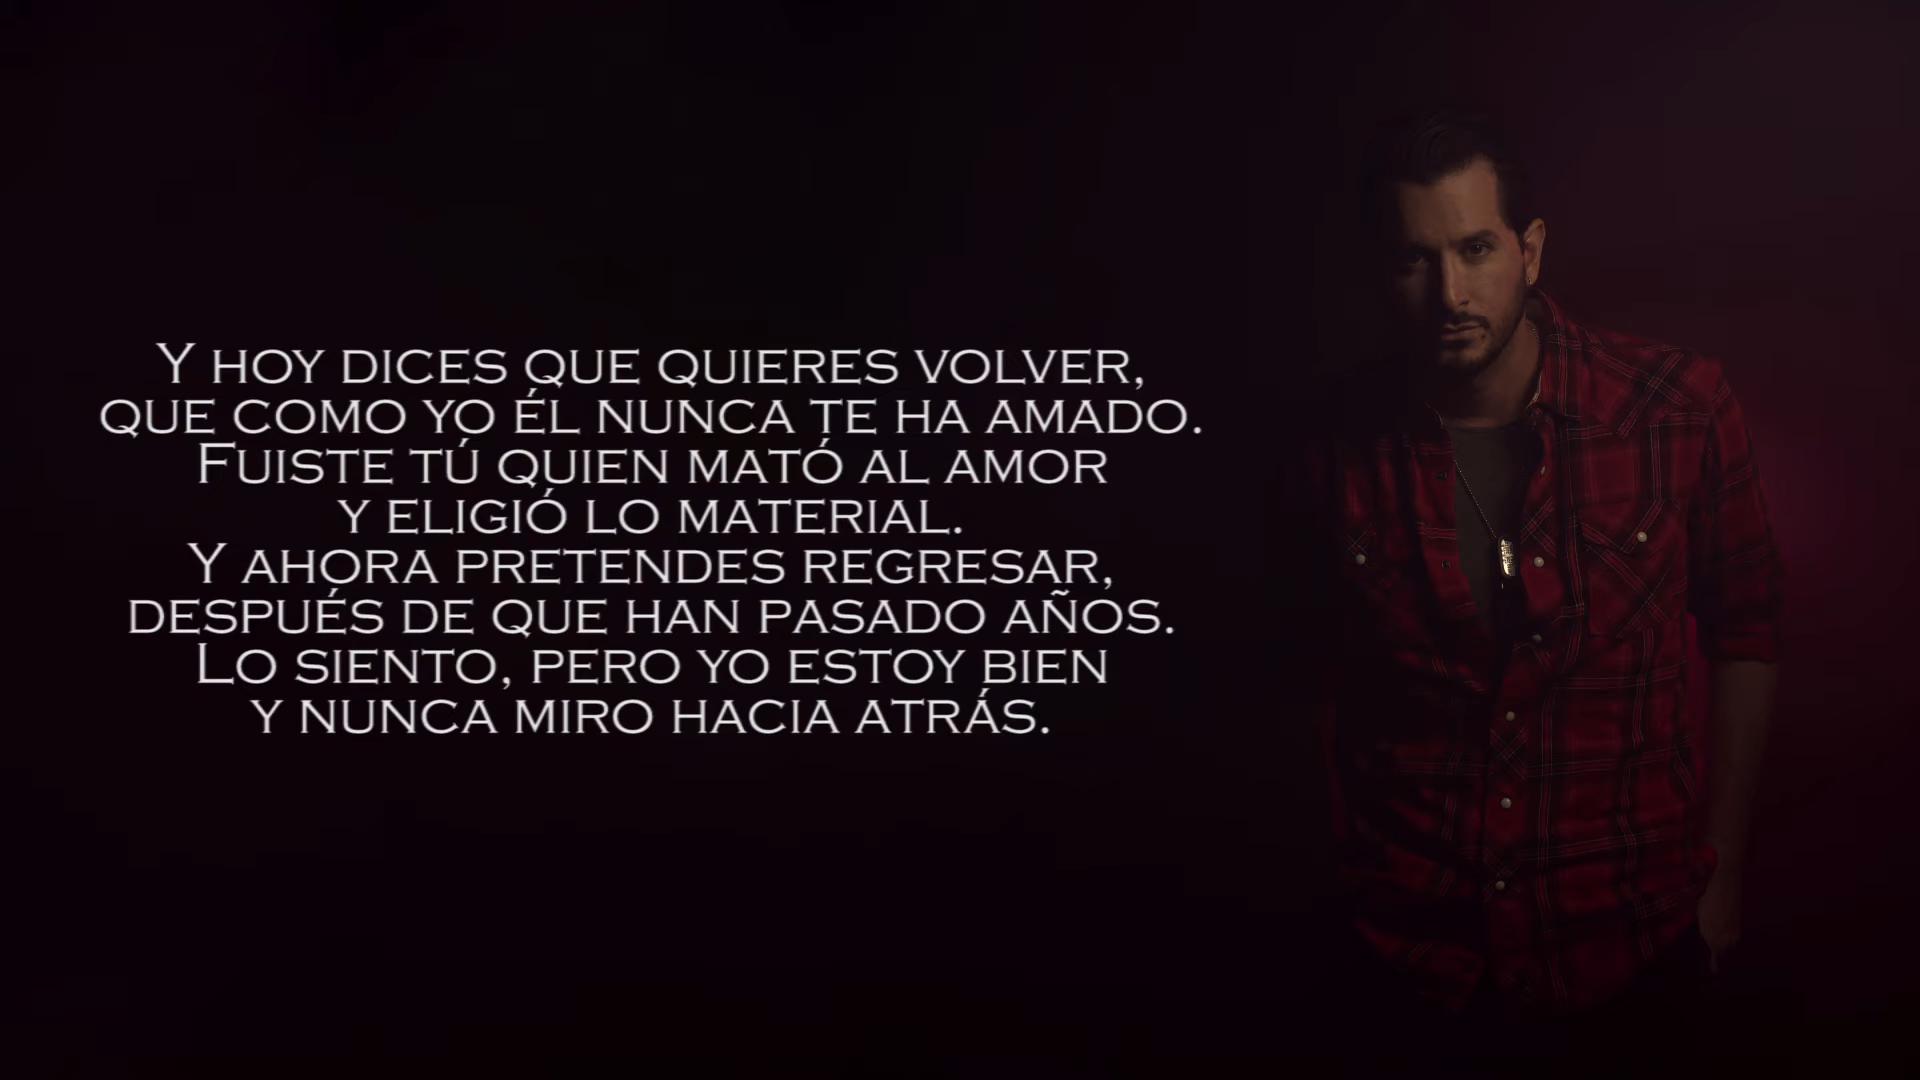 Y hoy dices que quieres volver,
que como yo él nunca te ha amado.
Fuiste tú quien mató al amor
y eligió lo material.
Y ahora pretendes regresar,
después de que han pasado años.
Lo siento, pero yo estoy bien
y nunca miro hacia atrás.